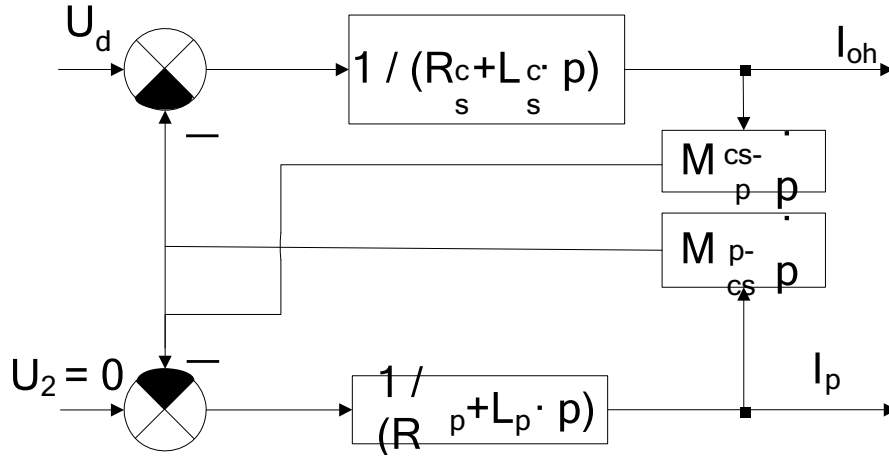 U_d
1 / (R_cs+L_cs· p)
I_oh
—
M_cs-p · p
M_p-cs · p
—
U_2 = 0
1 /
(R_p+L_p· p)
I_p